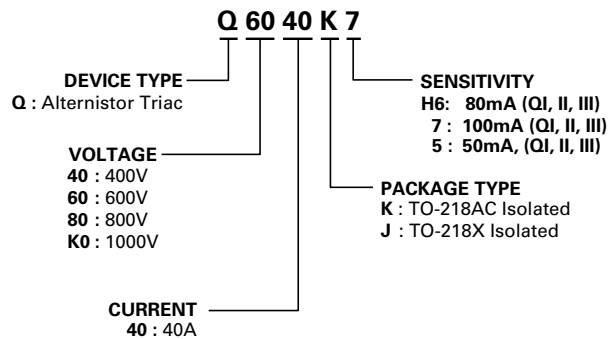 Q 60 40 K 7
DEVICE TYPE
Q : Alternistor Triac
VOLTAGE
40 : 400V
60 : 600V
80 : 800V
K0 : 1000V
CURRENT
40 : 40A
SENSITIVITY
H6: 80mA (QI, II, III)
7 : 100mA (QI, II, III)
5 : 50mA, (QI, II, III)
PACKAGE TYPE
K : TO-218AC Isolated
J : TO-218X Isolated